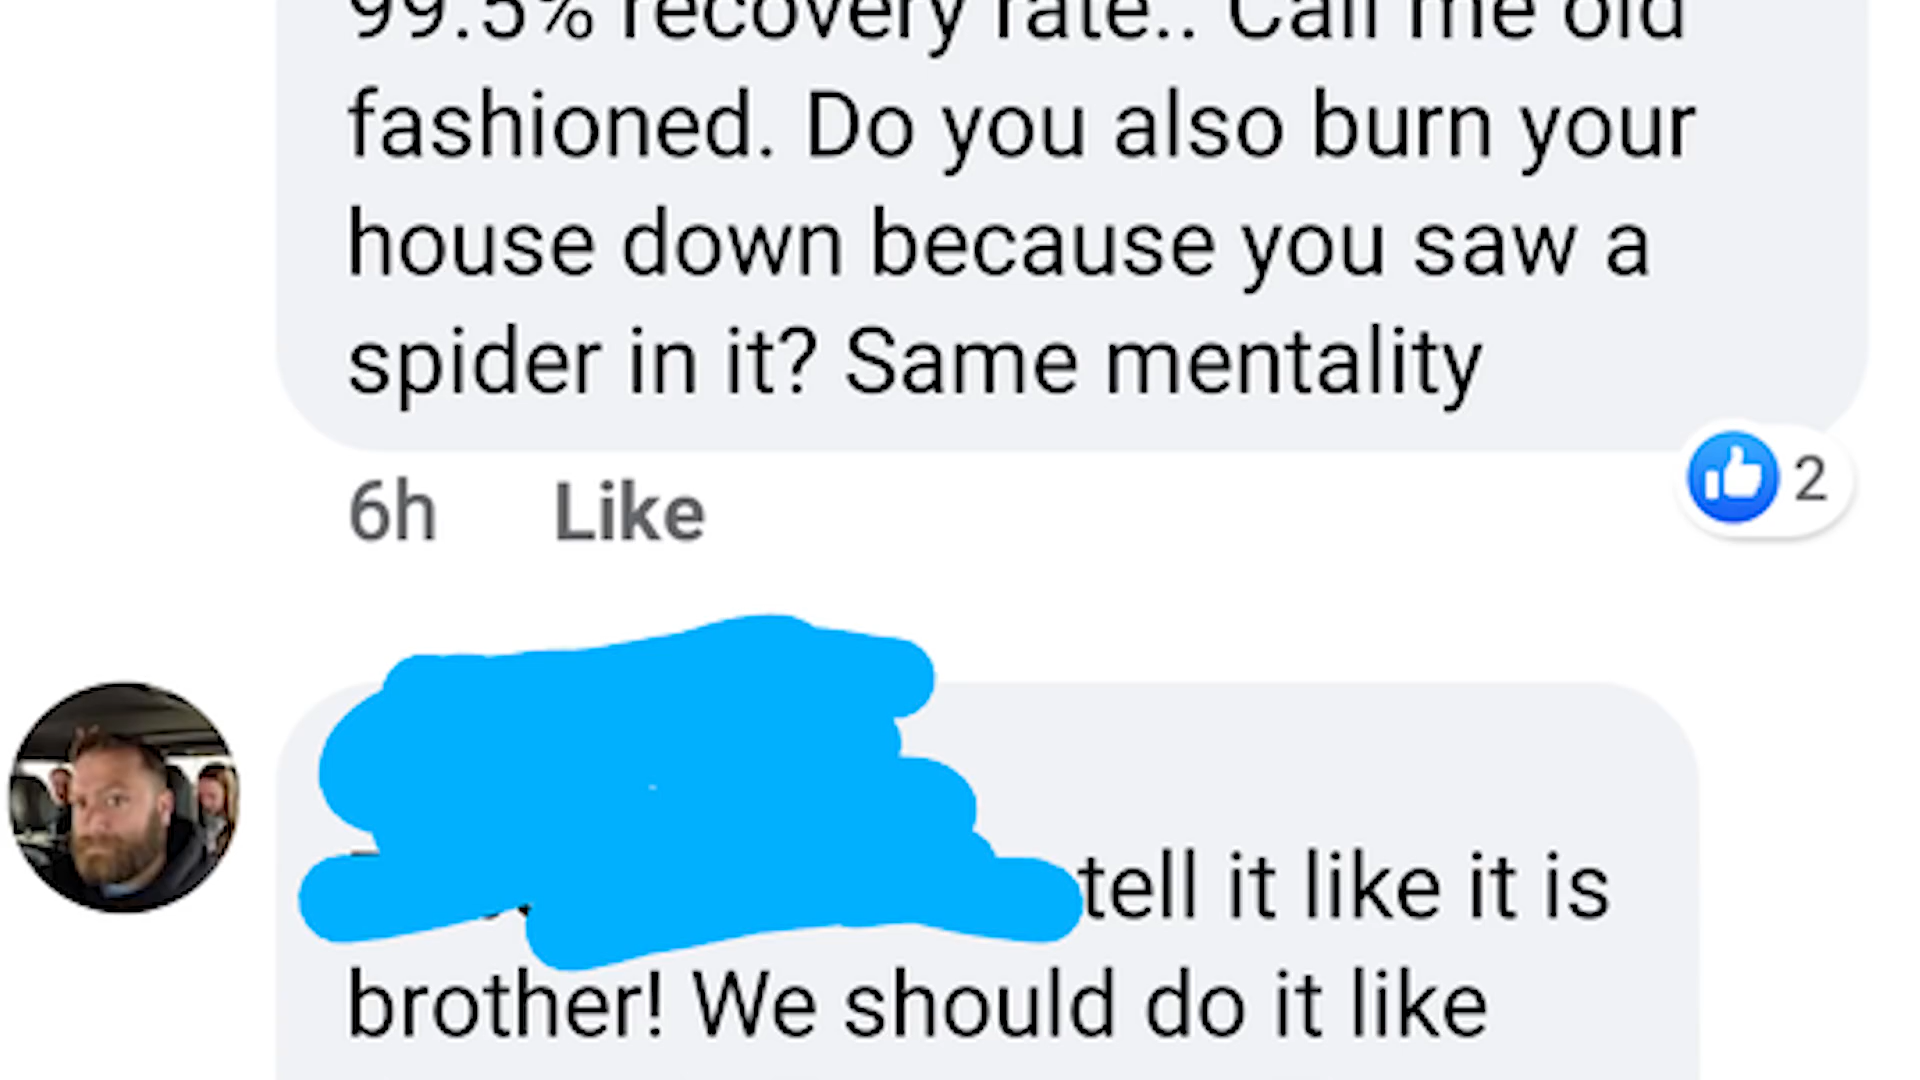 99.5% recovery rate.. Call me old
fashioned. Do you also burn your
house down because you saw a
spider in it? Same mentality
6h Like
2
tell it like it is
brother! We should do it like